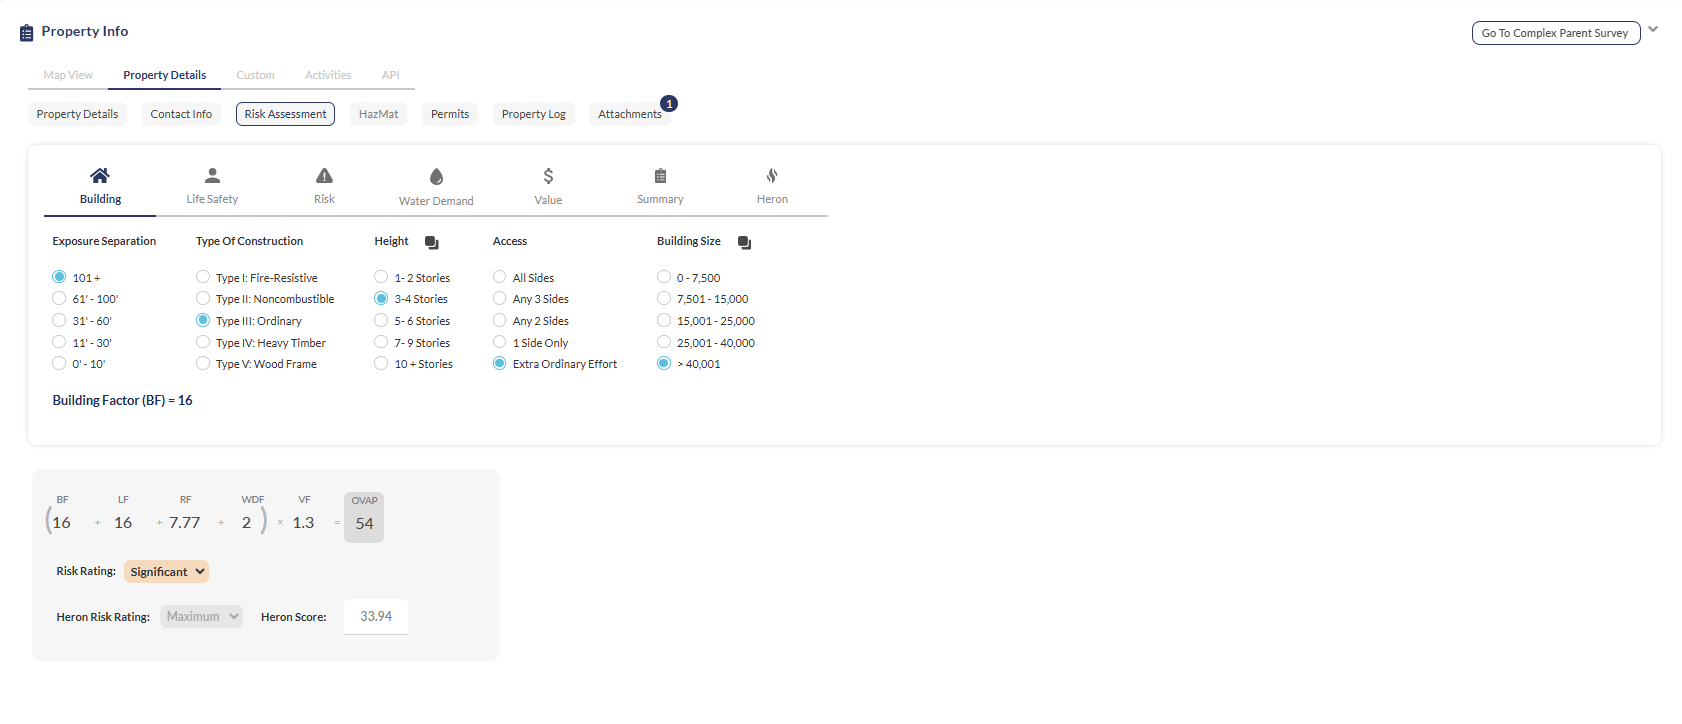 Property Info
Go To Complex Parent Survey
Map View Property Details Custom Activities API
Property Details Contact Info Risk Assessment HazMat Permits Property Log Attachments 1
Building Life Safety Risk Water Demand Value Summary Heron
Exposure Separation Type Of Construction Height Access Building Size
101 + Type I: Fire-Resistive 1- 2 Stories All Sides 0 - 7,500
61' - 100' Type II: Noncombustible 3-4 Stories Any 3 Sides 7,501 - 15,000
31' - 60' Type III: Ordinary 5- 6 Stories Any 2 Sides 15,001 - 25,000
11' - 30' Type IV: Heavy Timber 7- 9 Stories 1 Side Only 25,001 - 40,000
0' - 10' Type V: Wood Frame 10 + Stories Extra Ordinary Effort > 40,001
Building Factor (BF) = 16
BF LF RF WDF VF OVAP
(16 + 16 + 7.77 + 2) × 1.3 = 54
Risk Rating: Significant
Heron Risk Rating: Maximum Heron Score: 33.94